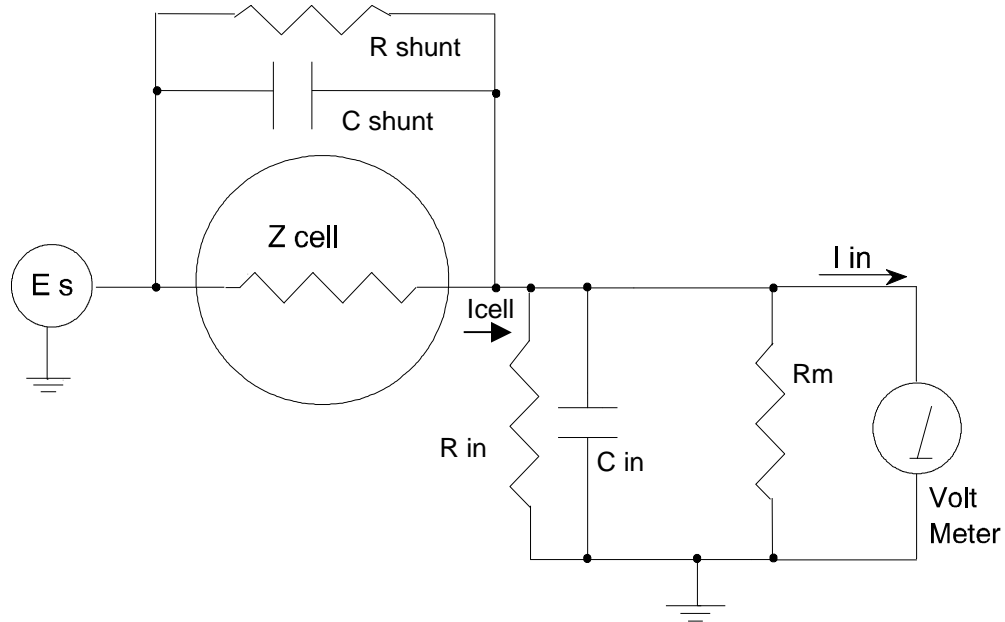 R shunt
C shunt
Z cell
E s
I in
Icell
Rm
R in
C in
Volt
Meter